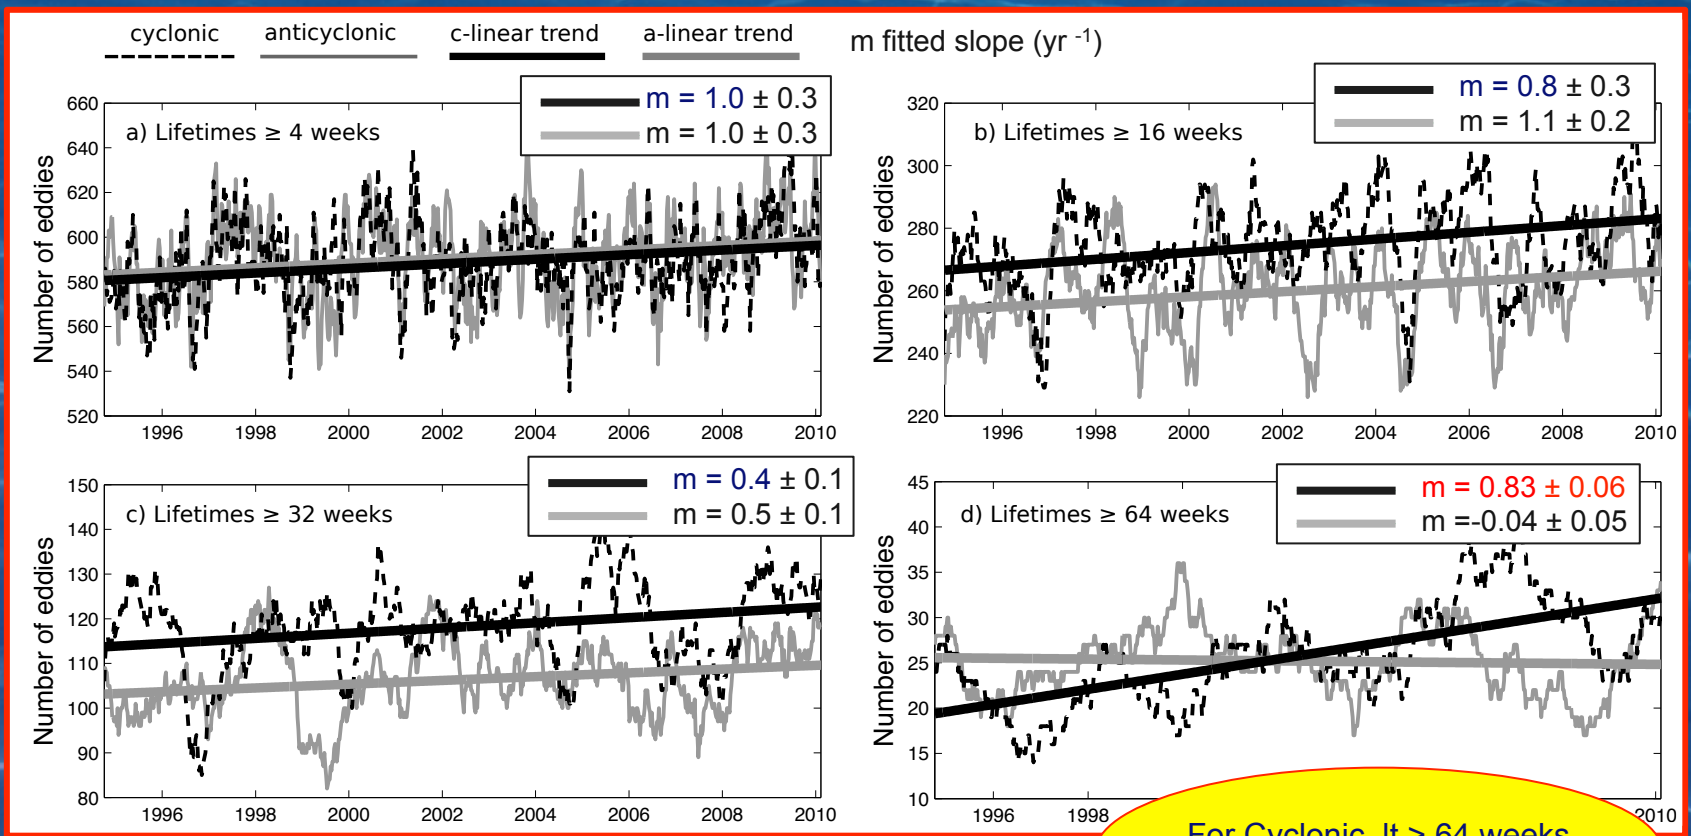 cyclonic anticyclonic c-linear trend a-linear trend m fitted slope (yr -1)
m = 1.0 ± 0.3
m = 1.0 ± 0.3
a) Lifetimes ≥ 4 weeks
Number of eddies
660
640
620
600
580
560
540
520
1996 1998 2000 2002 2004 2006 2008 2010
m = 0.8 ± 0.3
m = 1.1 ± 0.2
b) Lifetimes ≥ 16 weeks
Number of eddies
320
300
280
260
240
220
1996 1998 2000 2002 2004 2006 2008 2010
m = 0.4 ± 0.1
m = 0.5 ± 0.1
c) Lifetimes ≥ 32 weeks
Number of eddies
150
140
130
120
110
100
90
80
1996 1998 2000 2002 2004 2006 2008 2010
m = 0.83 ± 0.06
m =-0.04 ± 0.05
d) Lifetimes ≥ 64 weeks
Number of eddies
45
40
35
30
25
20
15
10
1996 1998 2010
For Cyclonic, lt ≥ 64 weeks